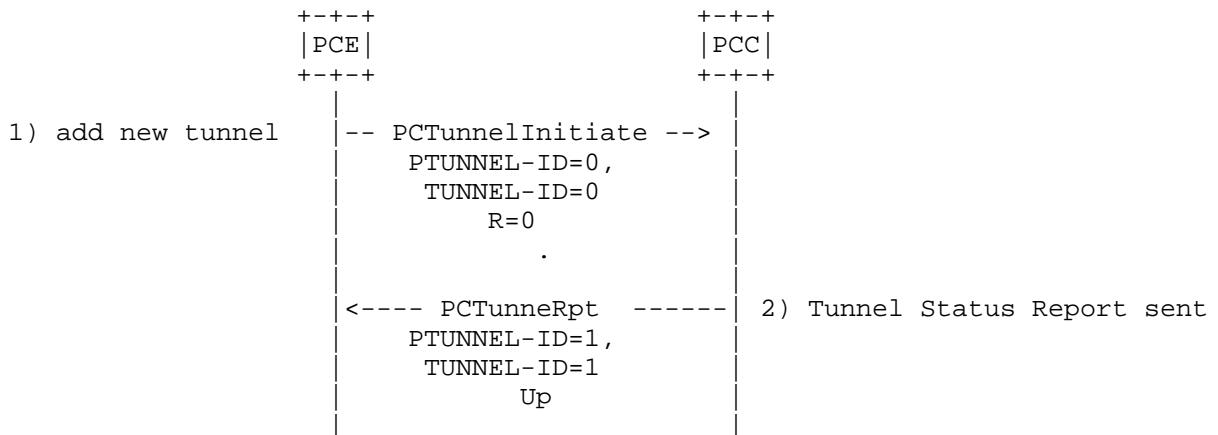 +-+-+ +-+-+
|PCE| |PCC|
+-+-+ +-+-+
| |
1) add new tunnel |-- PCTunnelInitiate --> |
| PTUNNEL-ID=0, |
| TUNNEL-ID=0 |
| R=0 |
| . |
| |
|<---- PCTunneRpt ------| 2) Tunnel Status Report sent
| PTUNNEL-ID=1, |
| TUNNEL-ID=1 |
| Up |
| |